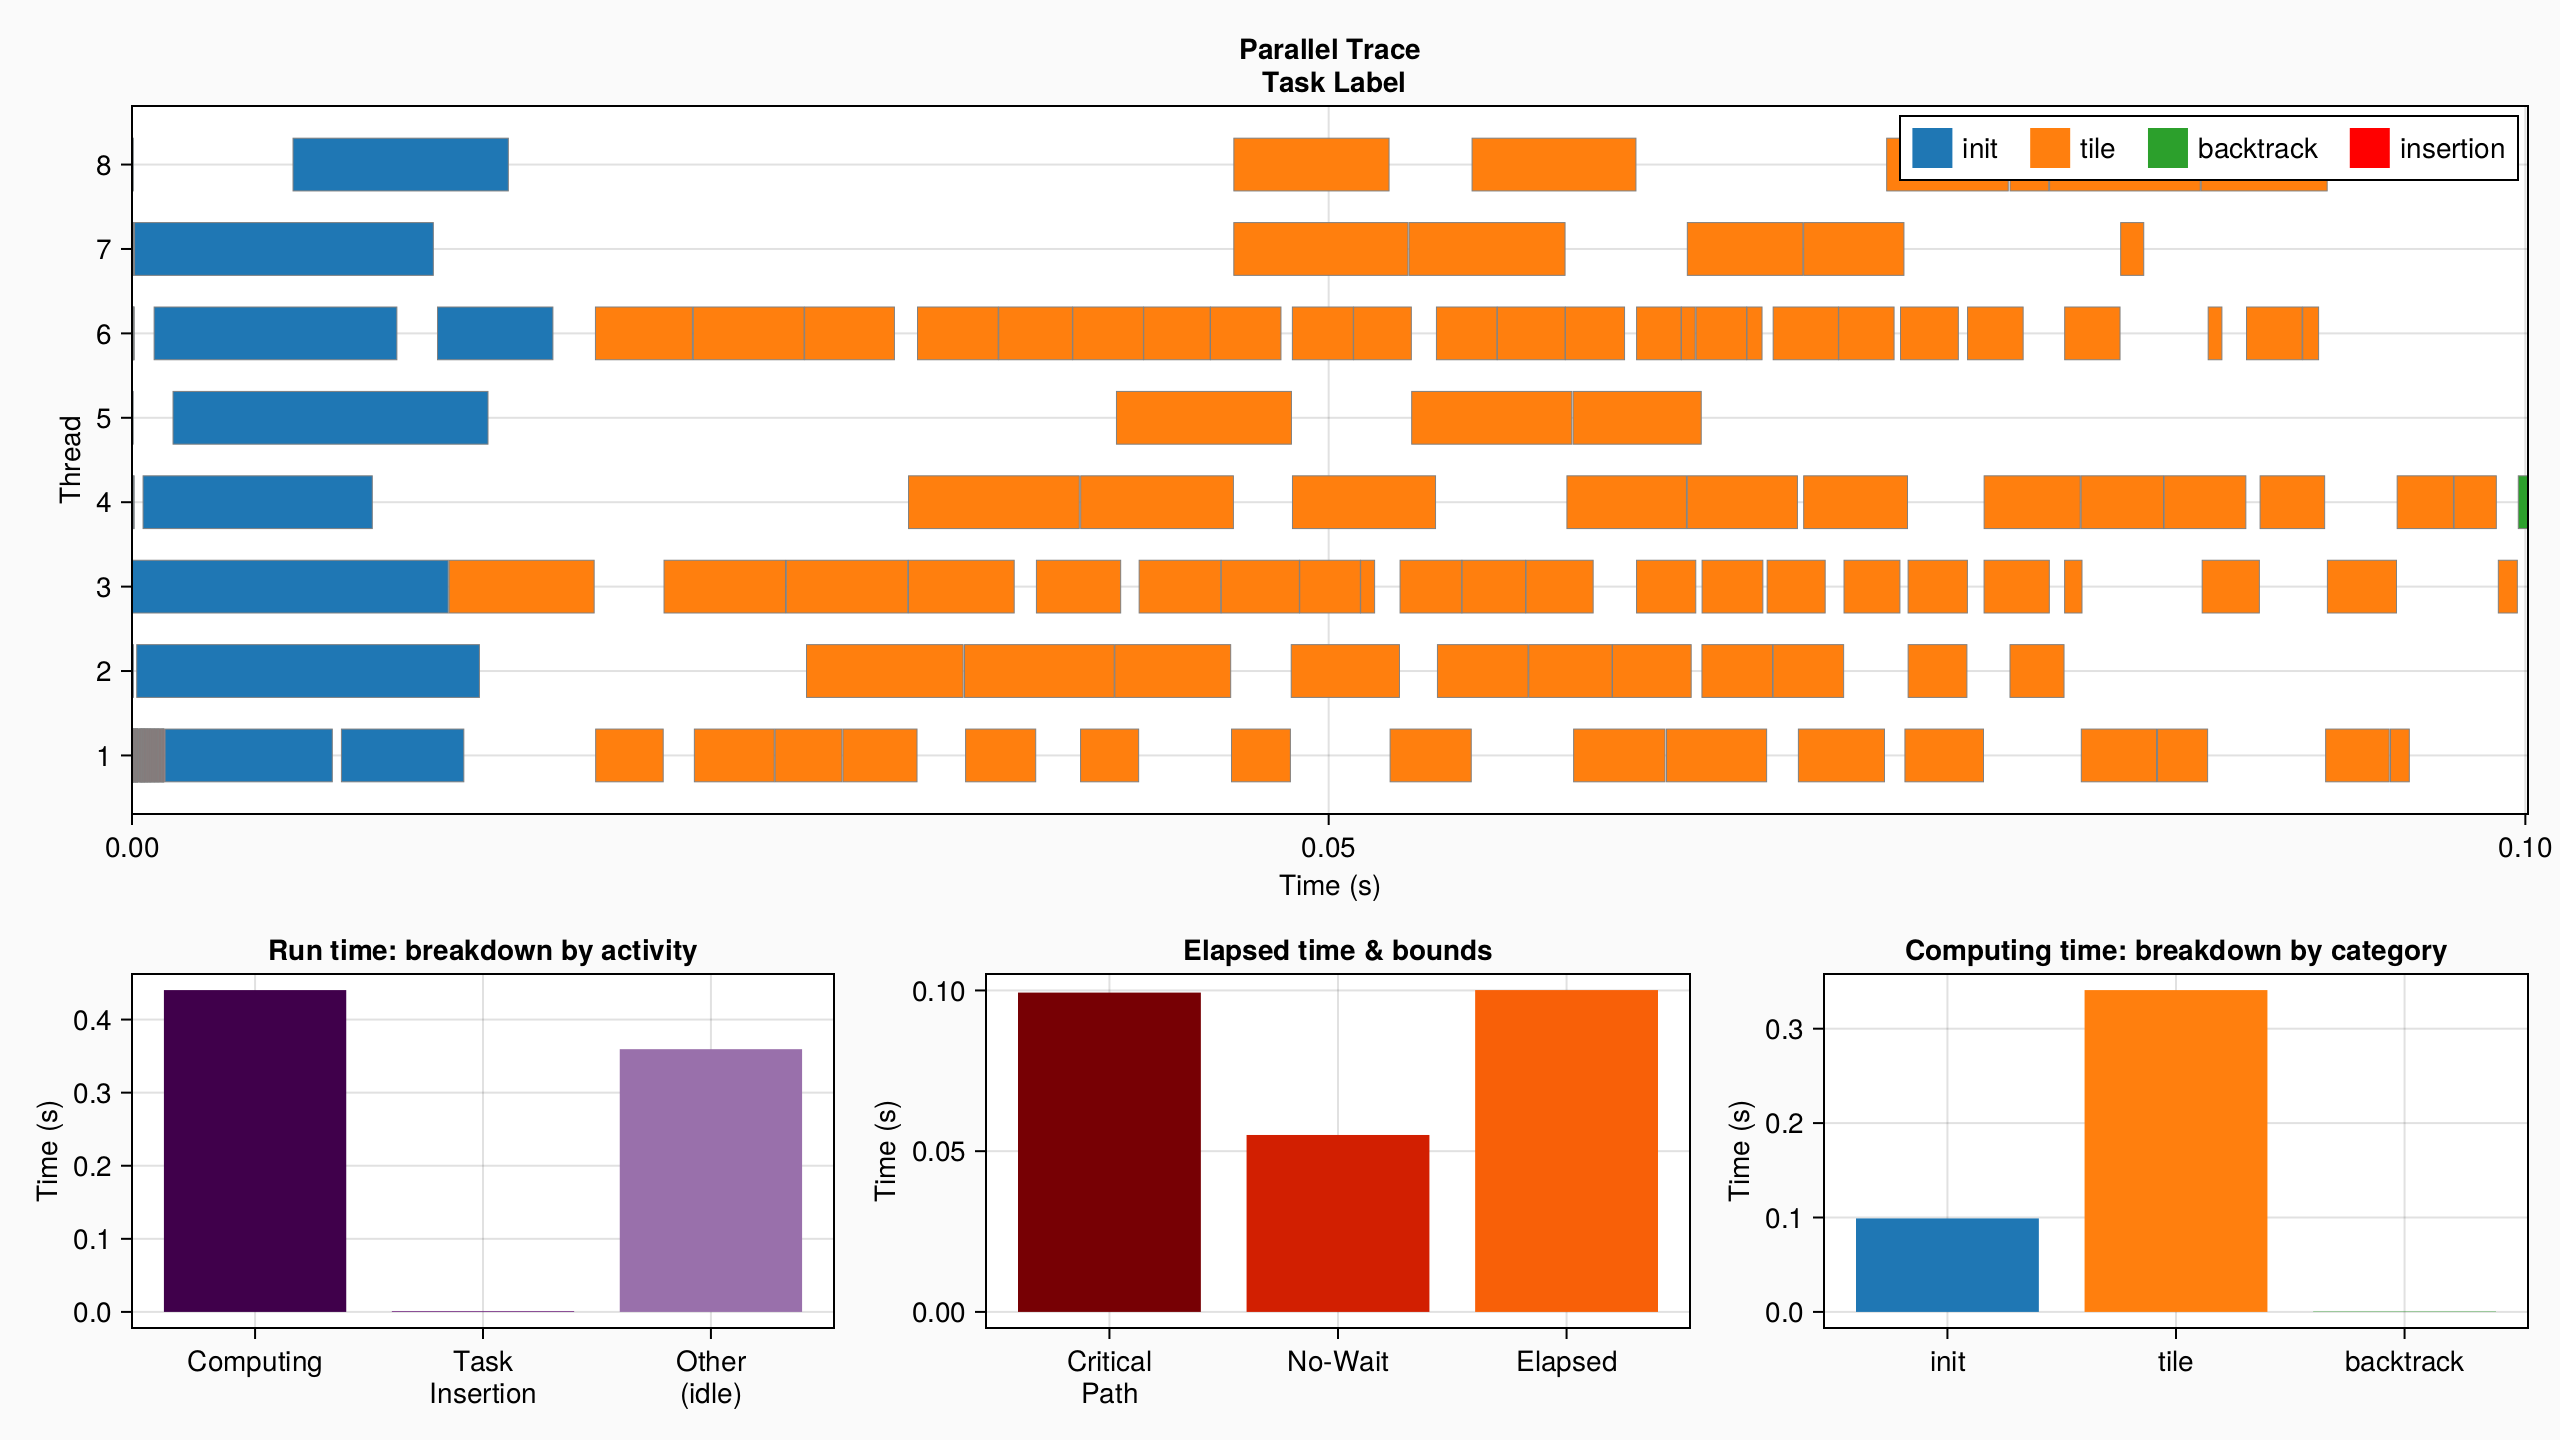 Parallel Trace
Task Label
init
tile
backtrack
insertion
8
7
6
5
4
3
2
1
Thread
0.00
0.05
0.10
Time (s)
Run time: breakdown by activity
0.4
0.3
0.2
0.1
0.0
Time (s)
Computing
Task
Insertion
Other
(idle)
Elapsed time & bounds
0.10
0.05
0.00
Time (s)
Critical
Path
No-Wait
Elapsed
Computing time: breakdown by category
0.3
0.2
0.1
0.0
Time (s)
init
tile
backtrack